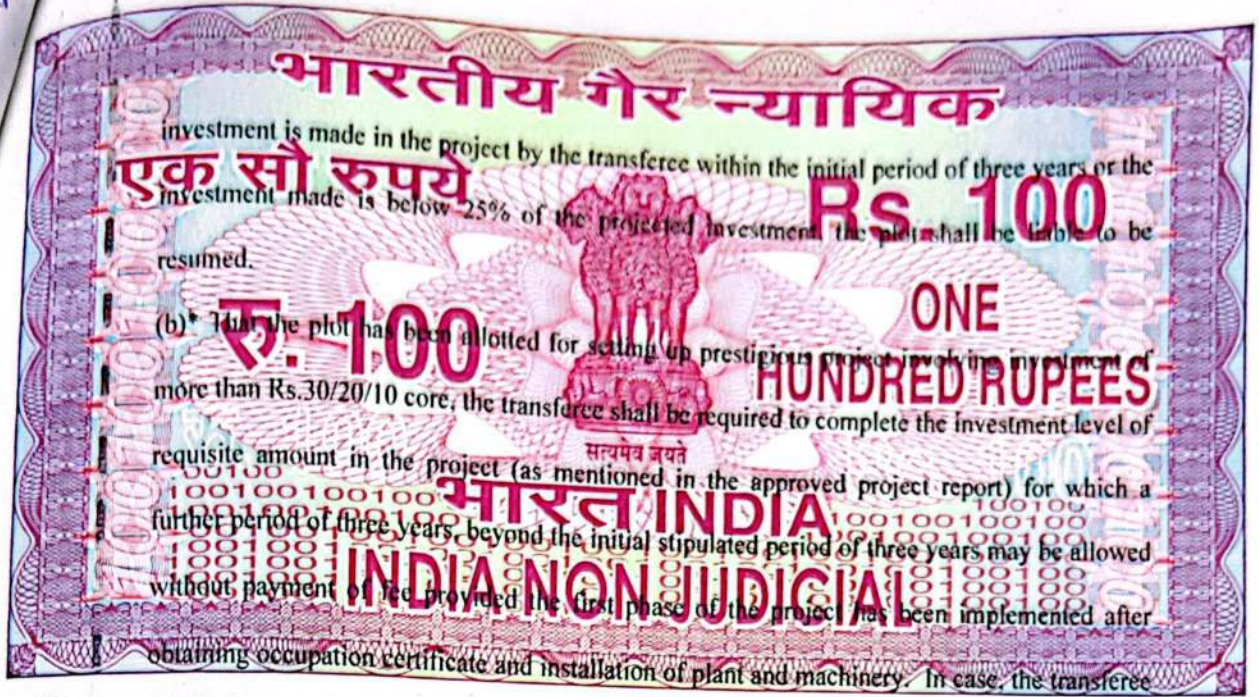 भारतीय गैर न्यायिक
investment is made in the project by the transferee within the initial period of three years or the
एक सौ रुपये
Rs. 100
investment made is below 25% of the projected investment, the plot shall be liable to be
resumed.
रु. 100
ONE
(b)* That the plot has been allotted for setting up prestigious project involving investment of
HUNDRED RUPEES
more than Rs.30/20/10 core, the transferee shall be required to complete the investment level of
सत्यमेव जयते
requisite amount in the project (as mentioned in the approved project report) for which a
भारत INDIA
further period of three years, beyond the initial stipulated period of three years may be allowed
INDIA NON JUDICIAL
without payment of fee provided the first phase of the project has been implemented after
obtaining occupation certificate and installation of plant and machinery. In case, the transferee